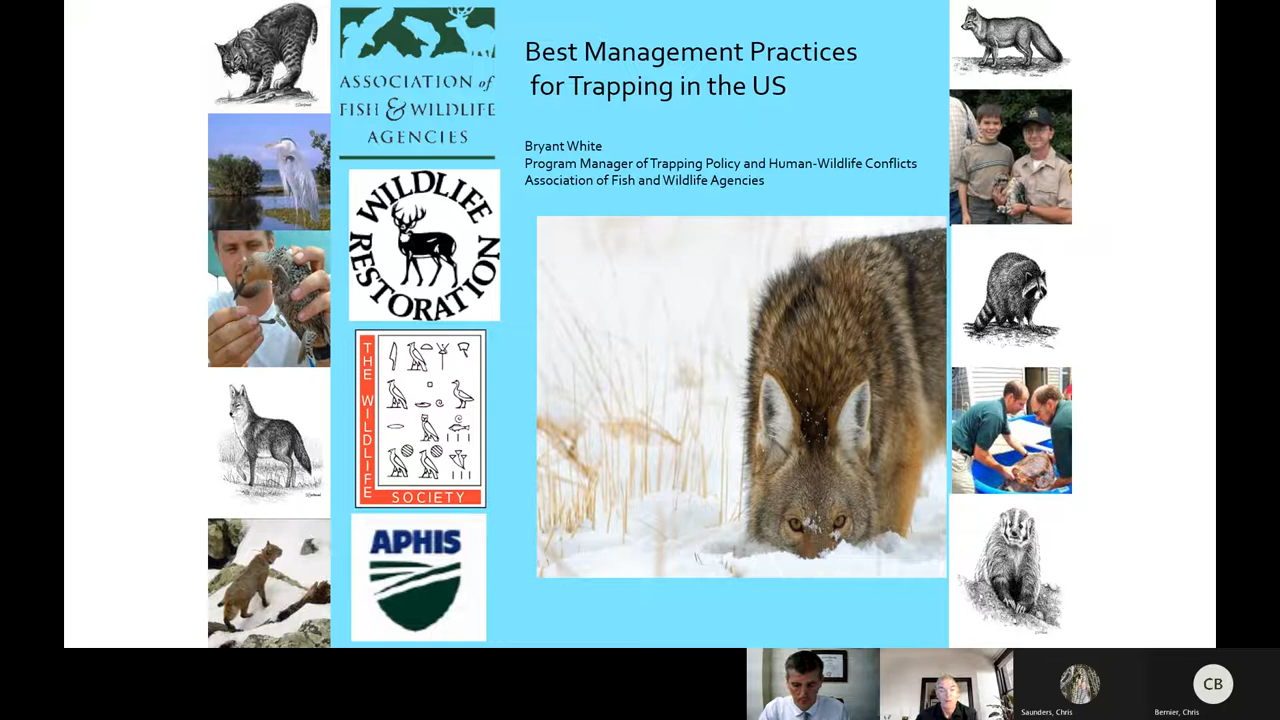 ASSOCIATION of
FISH & WILDLIFE
AGENCIES
Best Management Practices
for Trapping in the US
Bryant White
Program Manager of Trapping Policy and Human-Wildlife Conflicts
Association of Fish and Wildlife Agencies
WILDLIFE
RESTORATION
THE WILDLIFE
SOCIETY
APHIS
Saunders, Chris
CB
Bernier, Chris